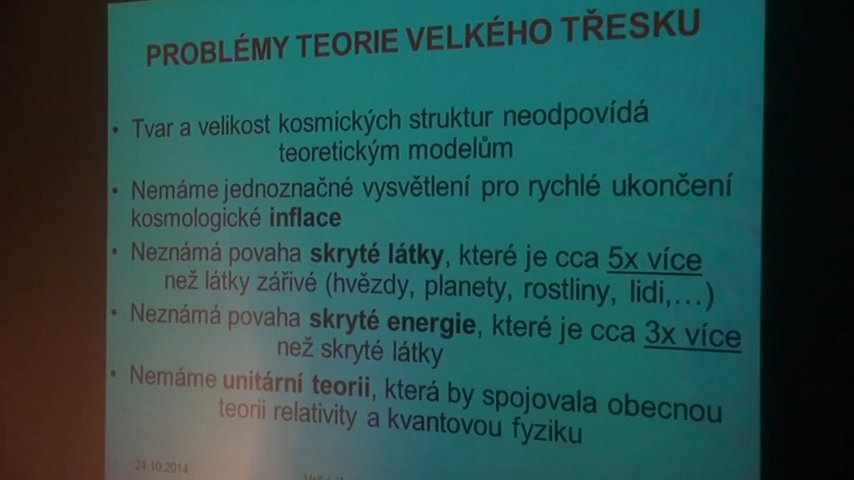 PROBLÉMY TEORIE VELKÉHO TŘESKU
• Tvar a velikost kosmických struktur neodpovídá
teoretickým modelům
• Nemáme jednoznačné vysvětlení pro rychlé ukončení
kosmologické inflace
• Neznámá povaha skryté látky, které je cca 5x více
než látky zářivé (hvězdy, planety, rostliny, lidi,...)
• Neznámá povaha skryté energie, které je cca 3x více
než skryté látky
• Nemáme unitární teorii, která by spojovala obecnou
teorii relativity a kvantovou fyziku
24.10.2014